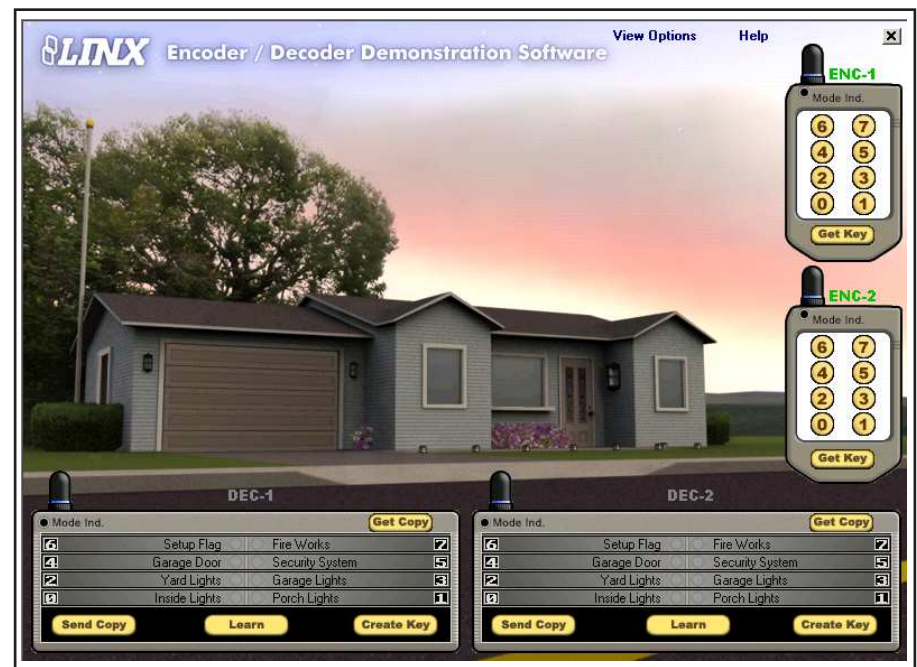 LINX Encoder / Decoder Demonstration Software
View Options Help
ENC-1
Mode Ind.
6 7
4 5
2 3
0 1
Get Key
ENC-2
Mode Ind.
6 7
4 5
2 3
0 1
Get Key
DEC-1
Mode Ind. Get Copy
6 Setup Flag Fire Works 7
4 Garage Door Security System 5
2 Yard Lights Garage Lights 3
0 Inside Lights Porch Lights 1
Send Copy Learn Create Key
DEC-2
Mode Ind. Get Copy
6 Setup Flag Fire Works 7
4 Garage Door Security System 5
2 Yard Lights Garage Lights 3
0 Inside Lights Porch Lights 1
Send Copy Learn Create Key